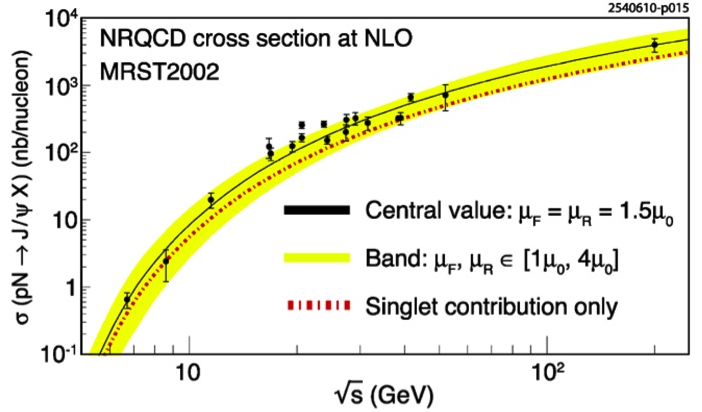 2540610-p015
10⁴
NRQCD cross section at NLO
MRST2002
10³
10²
10
1
10⁻¹
σ (pN → J/ψ X) (nb/nucleon)
Central value: μ_F = μ_R = 1.5μ₀
Band: μ_F, μ_R ∈ [1μ₀, 4μ₀]
Singlet contribution only
10 10²
√s (GeV)